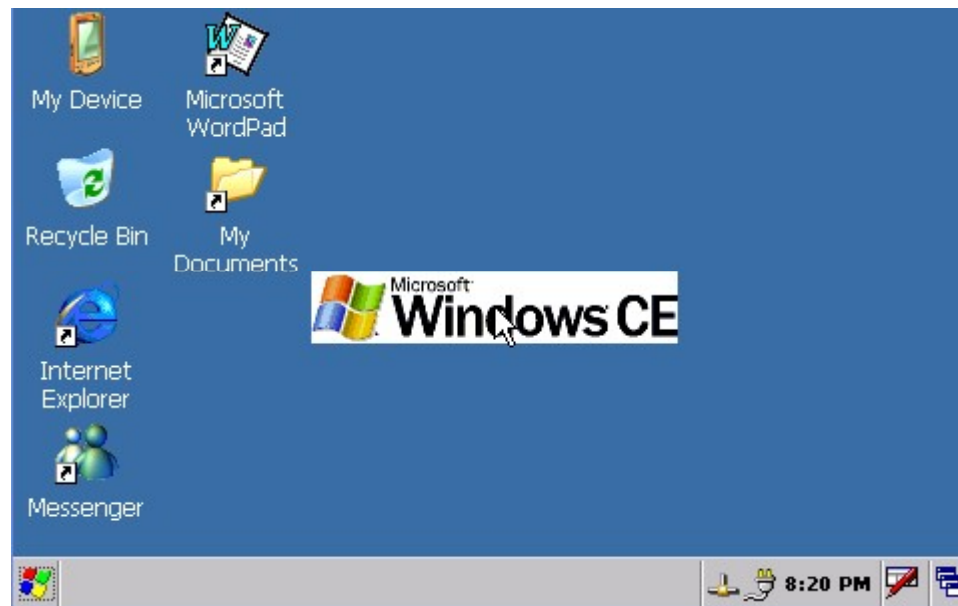 My Device
Microsoft
WordPad
Recycle Bin
My
Documents
Internet
Explorer
Messenger
Microsoft
Windows CE
8:20 PM